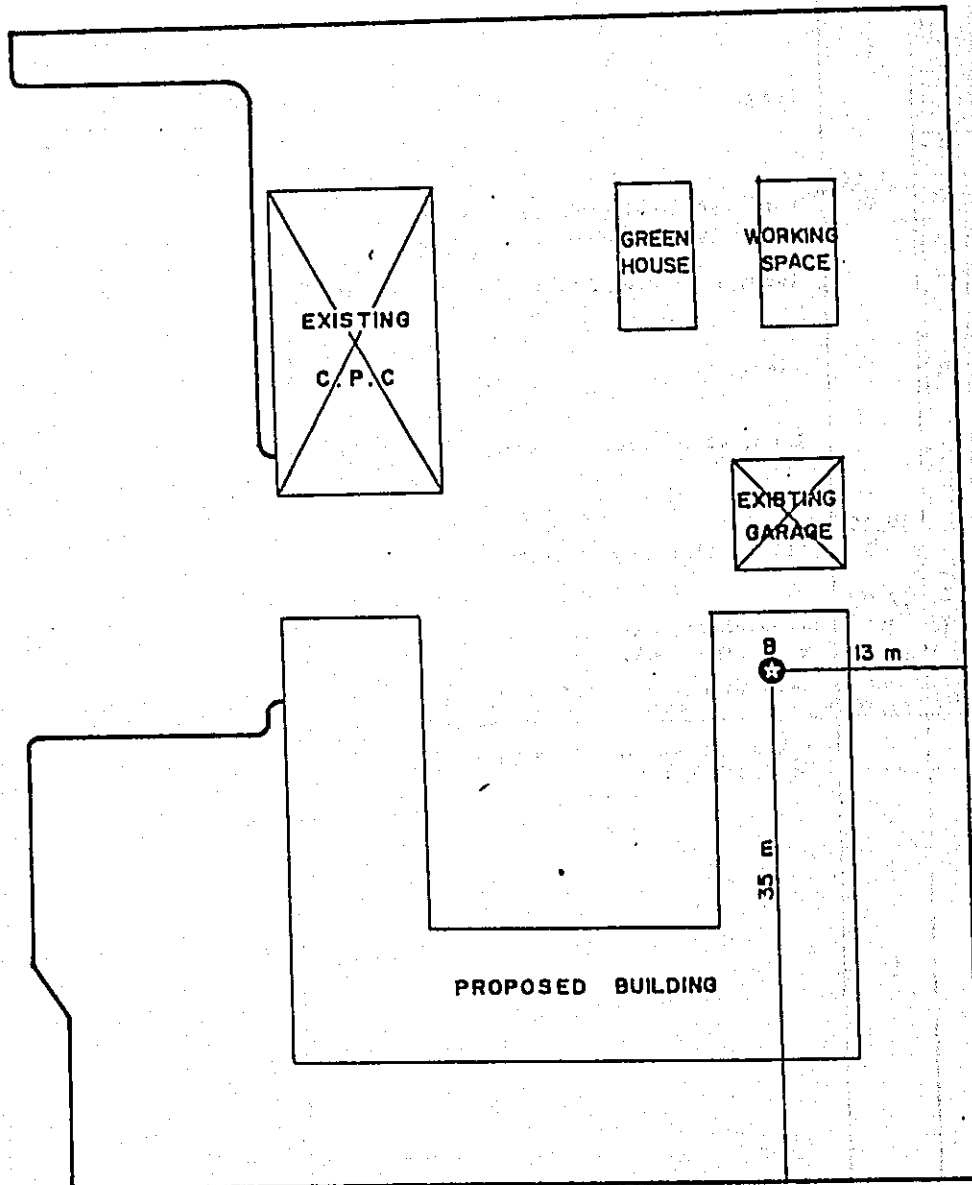 GREEN
HOUSE
WORKING
SPACE
EXISTING
C.P.C
EXISTING
GARAGE
B
13 m
35 m
PROPOSED BUILDING